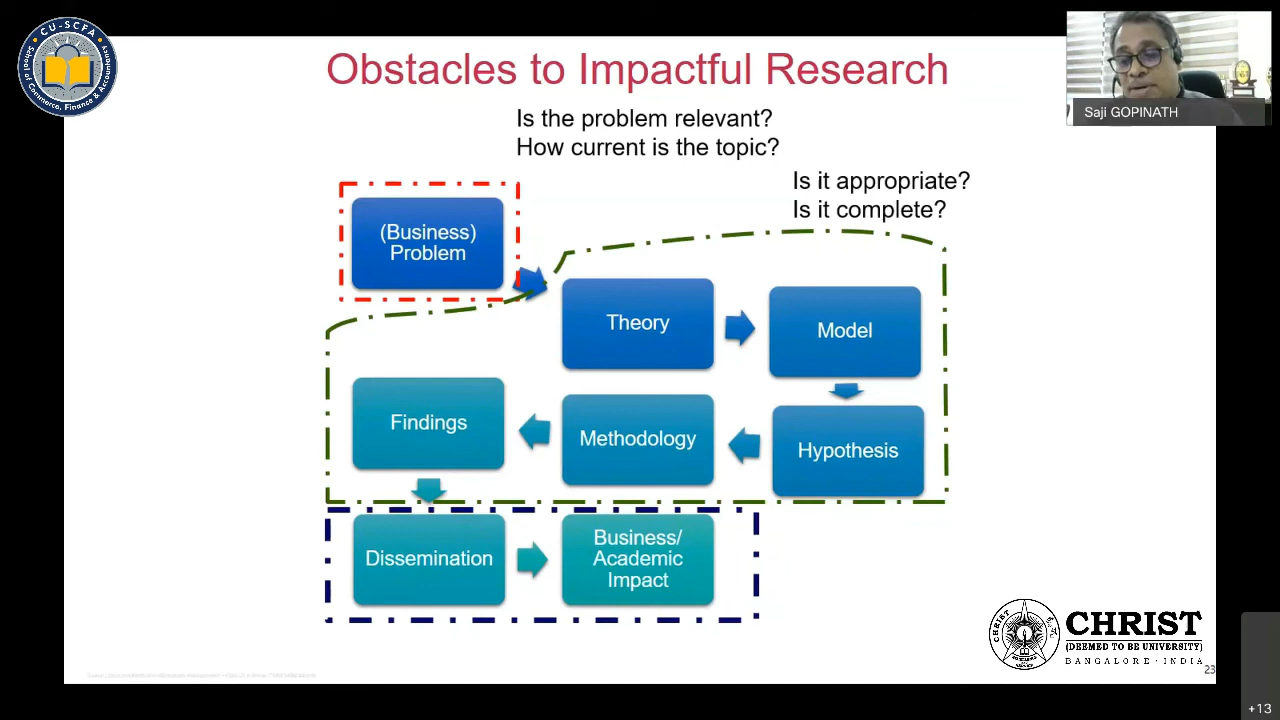 CU-SCFA
School of Commerce, Finance & Accountancy
Obstacles to Impactful Research
Saji GOPINATH
Is the problem relevant?
How current is the topic?
Is it appropriate?
Is it complete?
(Business)
Problem
Theory
Model
Findings
Methodology
Hypothesis
Dissemination
Business/
Academic
Impact
CHRIST
(DEEMED TO BE UNIVERSITY)
BANGALORE · INDIA
23
+13